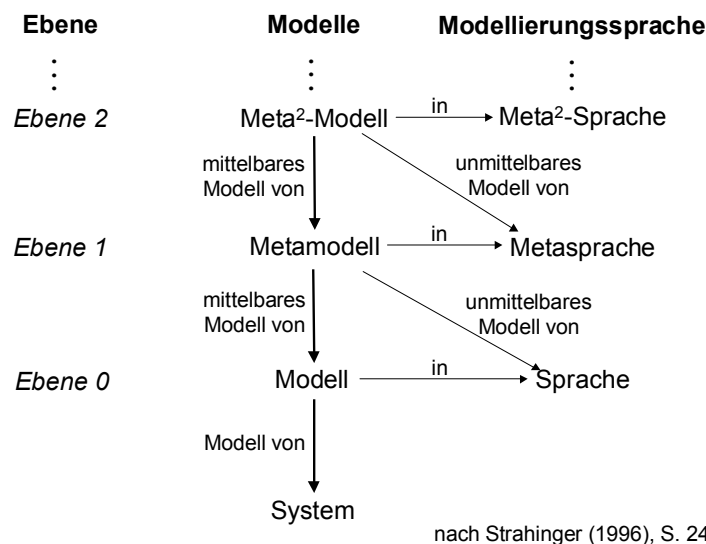 Ebene Modelle Modellierungssprache
⋮ ⋮ ⋮
Ebene 2 Meta²-Modell in Meta²-Sprache
mittelbares
Modell von
unmittelbares
Modell von
Ebene 1 Metamodell in Metasprache
mittelbares
Modell von
unmittelbares
Modell von
Ebene 0 Modell in Sprache
Modell von
System
nach Strahinger (1996), S. 24